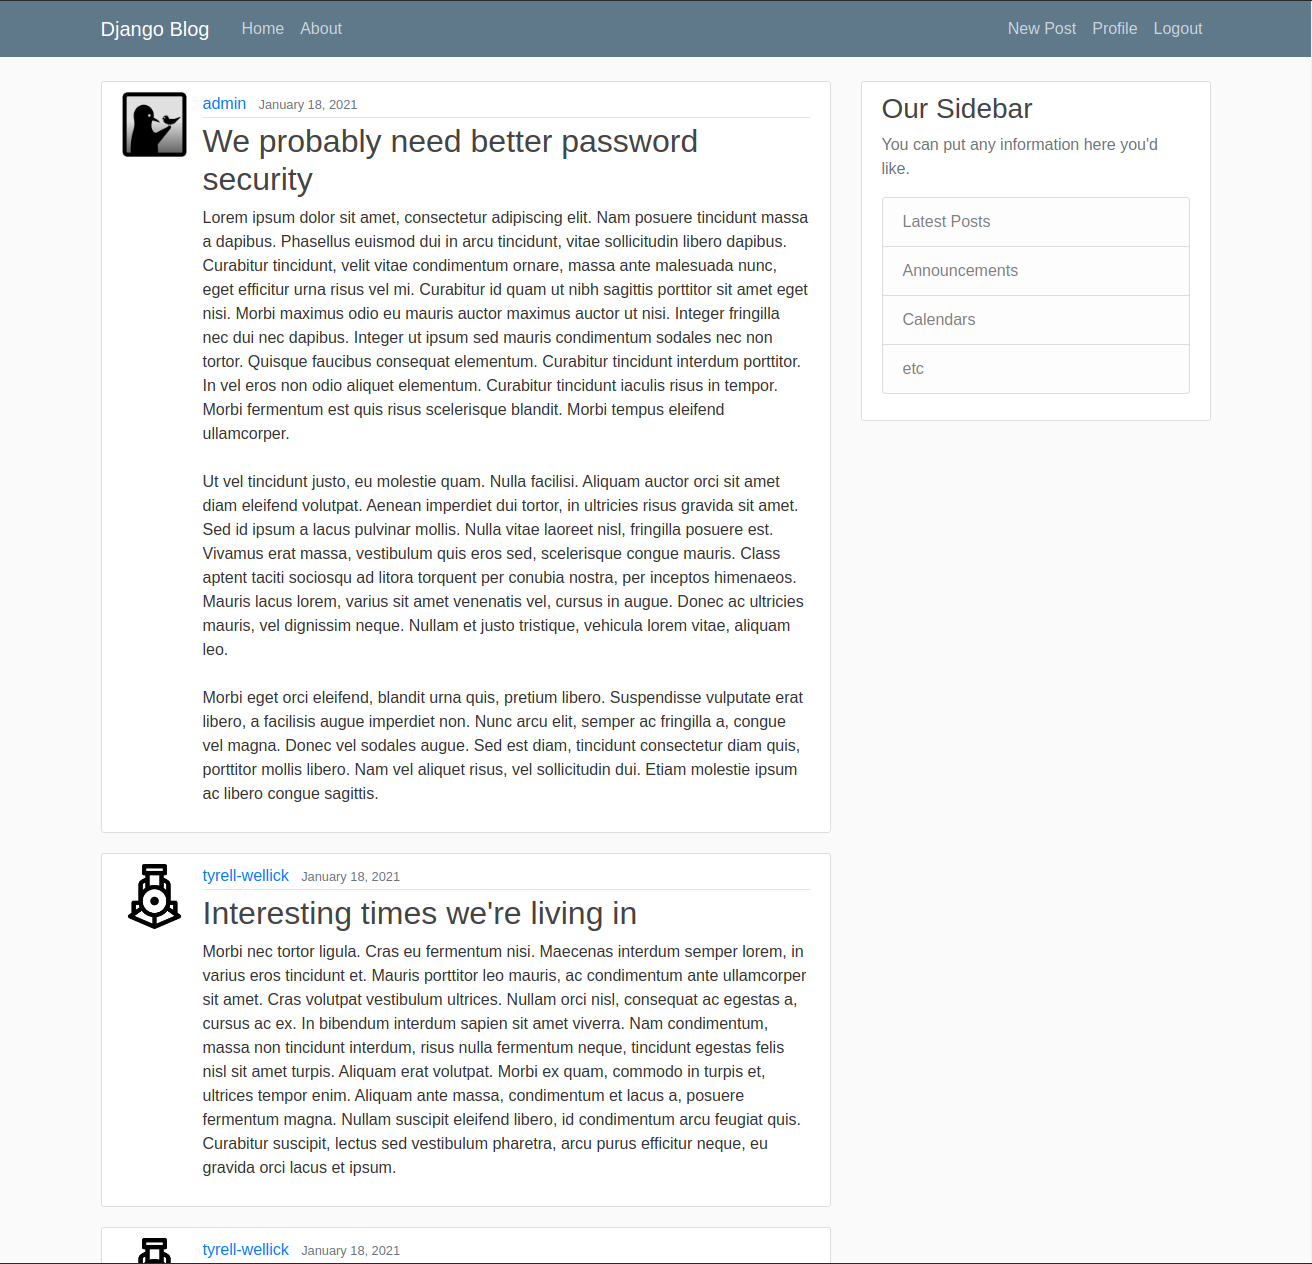 Django Blog Home About New Post Profile Logout
admin January 18, 2021
We probably need better password
security
Lorem ipsum dolor sit amet, consectetur adipiscing elit. Nam posuere tincidunt massa
a dapibus. Phasellus euismod dui in arcu tincidunt, vitae sollicitudin libero dapibus.
Curabitur tincidunt, velit vitae condimentum ornare, massa ante malesuada nunc,
eget efficitur urna risus vel mi. Curabitur id quam ut nibh sagittis porttitor sit amet eget
nisi. Morbi maximus odio eu mauris auctor maximus auctor ut nisi. Integer fringilla
nec dui nec dapibus. Integer ut ipsum sed mauris condimentum sodales nec non
tortor. Quisque faucibus consequat elementum. Curabitur tincidunt interdum porttitor.
In vel eros non odio aliquet elementum. Curabitur tincidunt iaculis risus in tempor.
Morbi fermentum est quis risus scelerisque blandit. Morbi tempus eleifend
ullamcorper.
Ut vel tincidunt justo, eu molestie quam. Nulla facilisi. Aliquam auctor orci sit amet
diam eleifend volutpat. Aenean imperdiet dui tortor, in ultricies risus gravida sit amet.
Sed id ipsum a lacus pulvinar mollis. Nulla vitae laoreet nisl, fringilla posuere est.
Vivamus erat massa, vestibulum quis eros sed, scelerisque congue mauris. Class
aptent taciti sociosqu ad litora torquent per conubia nostra, per inceptos himenaeos.
Mauris lacus lorem, varius sit amet venenatis vel, cursus in augue. Donec ac ultricies
mauris, vel dignissim neque. Nullam et justo tristique, vehicula lorem vitae, aliquam
leo.
Morbi eget orci eleifend, blandit urna quis, pretium libero. Suspendisse vulputate erat
libero, a facilisis augue imperdiet non. Nunc arcu elit, semper ac fringilla a, congue
vel magna. Donec vel sodales augue. Sed est diam, tincidunt consectetur diam quis,
porttitor mollis libero. Nam vel aliquet risus, vel sollicitudin dui. Etiam molestie ipsum
ac libero congue sagittis.
tyrell-wellick January 18, 2021
Interesting times we're living in
Morbi nec tortor ligula. Cras eu fermentum nisi. Maecenas interdum semper lorem, in
varius eros tincidunt et. Mauris porttitor leo mauris, ac condimentum ante ullamcorper
sit amet. Cras volutpat vestibulum ultrices. Nullam orci nisl, consequat ac egestas a,
cursus ac ex. In bibendum interdum sapien sit amet viverra. Nam condimentum,
massa non tincidunt interdum, risus nulla fermentum neque, tincidunt egestas felis
nisl sit amet turpis. Aliquam erat volutpat. Morbi ex quam, commodo in turpis et,
ultrices tempor enim. Aliquam ante massa, condimentum et lacus a, posuere
fermentum magna. Nullam suscipit eleifend libero, id condimentum arcu feugiat quis.
Curabitur suscipit, lectus sed vestibulum pharetra, arcu purus efficitur neque, eu
gravida orci lacus et ipsum.
tyrell-wellick January 18, 2021
Our Sidebar
You can put any information here you'd
like.
Latest Posts
Announcements
Calendars
etc